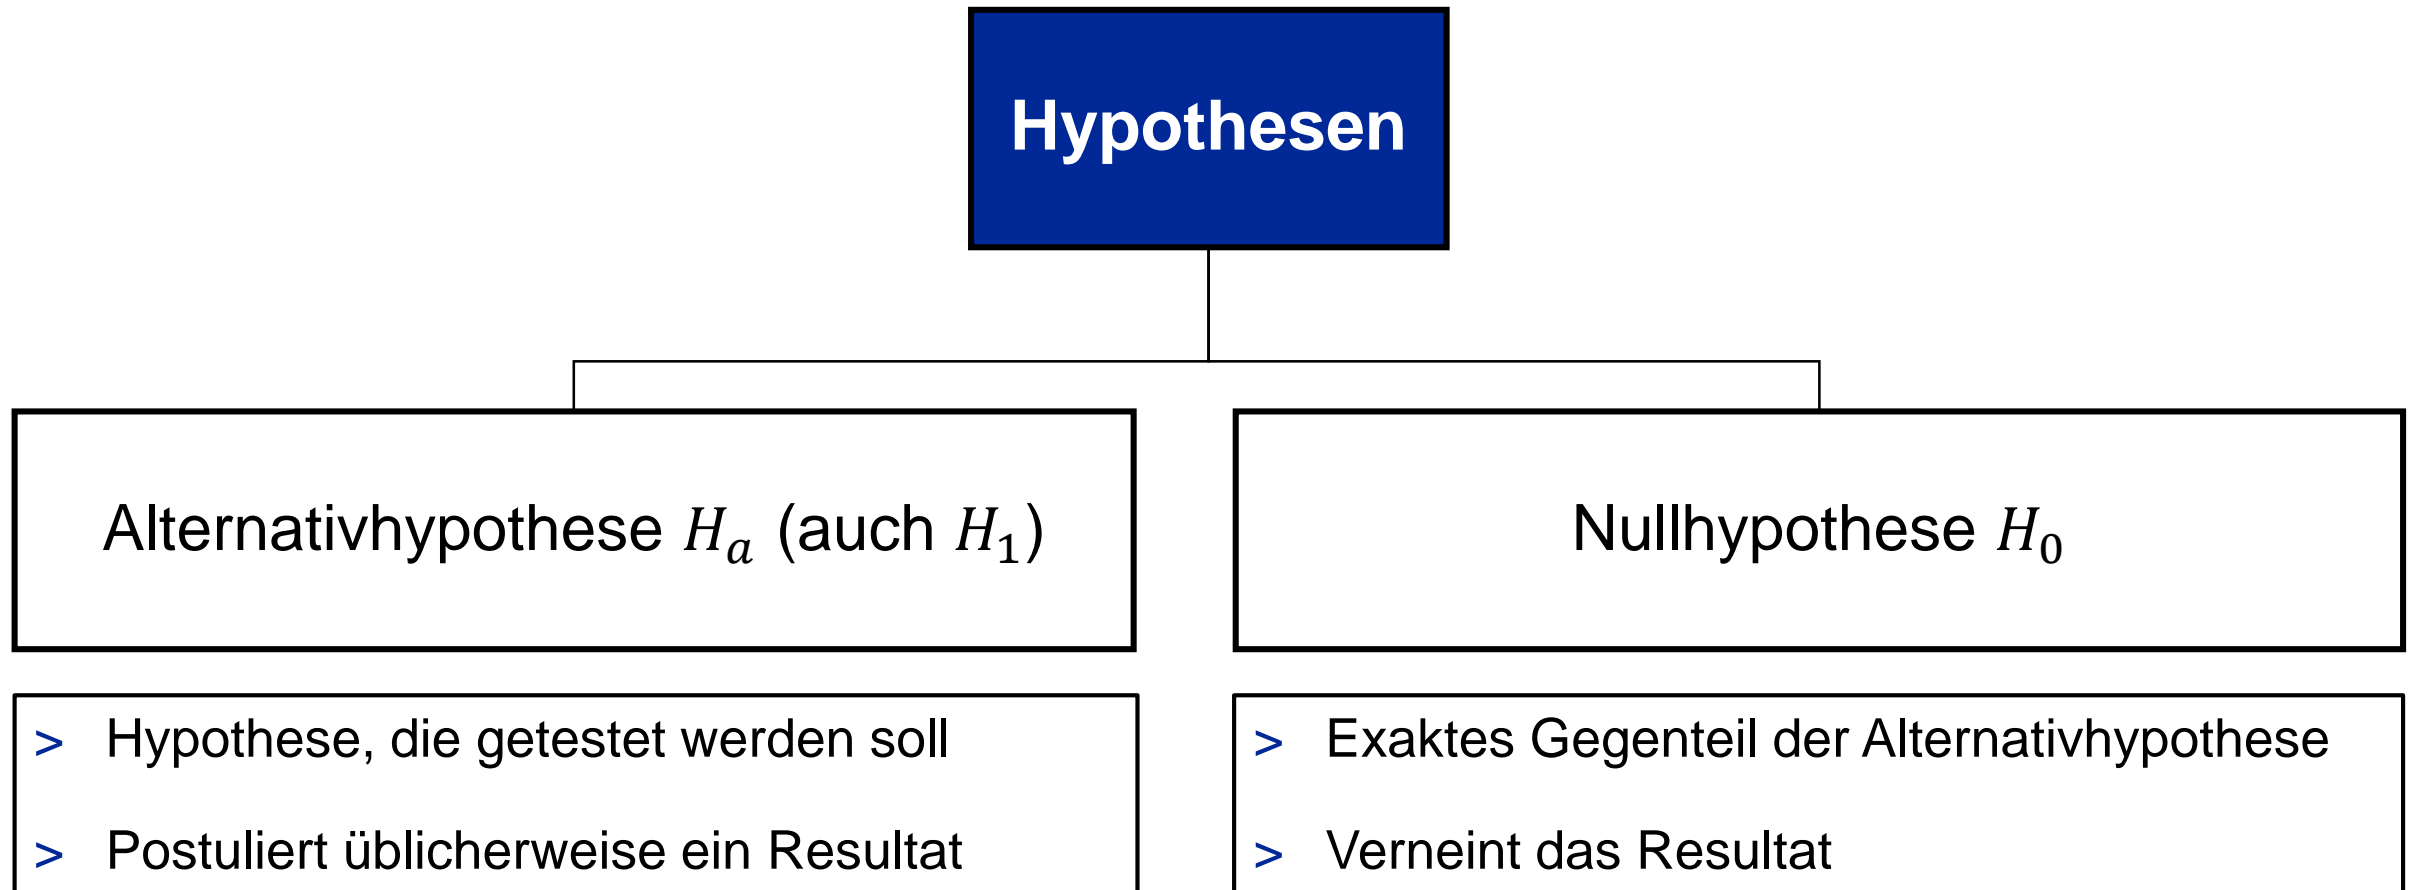 Hypothesen
Alternativhypothese Hₐ (auch H₁)
Nullhypothese H₀
> Hypothese, die getestet werden soll
> Postuliert üblicherweise ein Resultat
> Exaktes Gegenteil der Alternativhypothese
> Verneint das Resultat